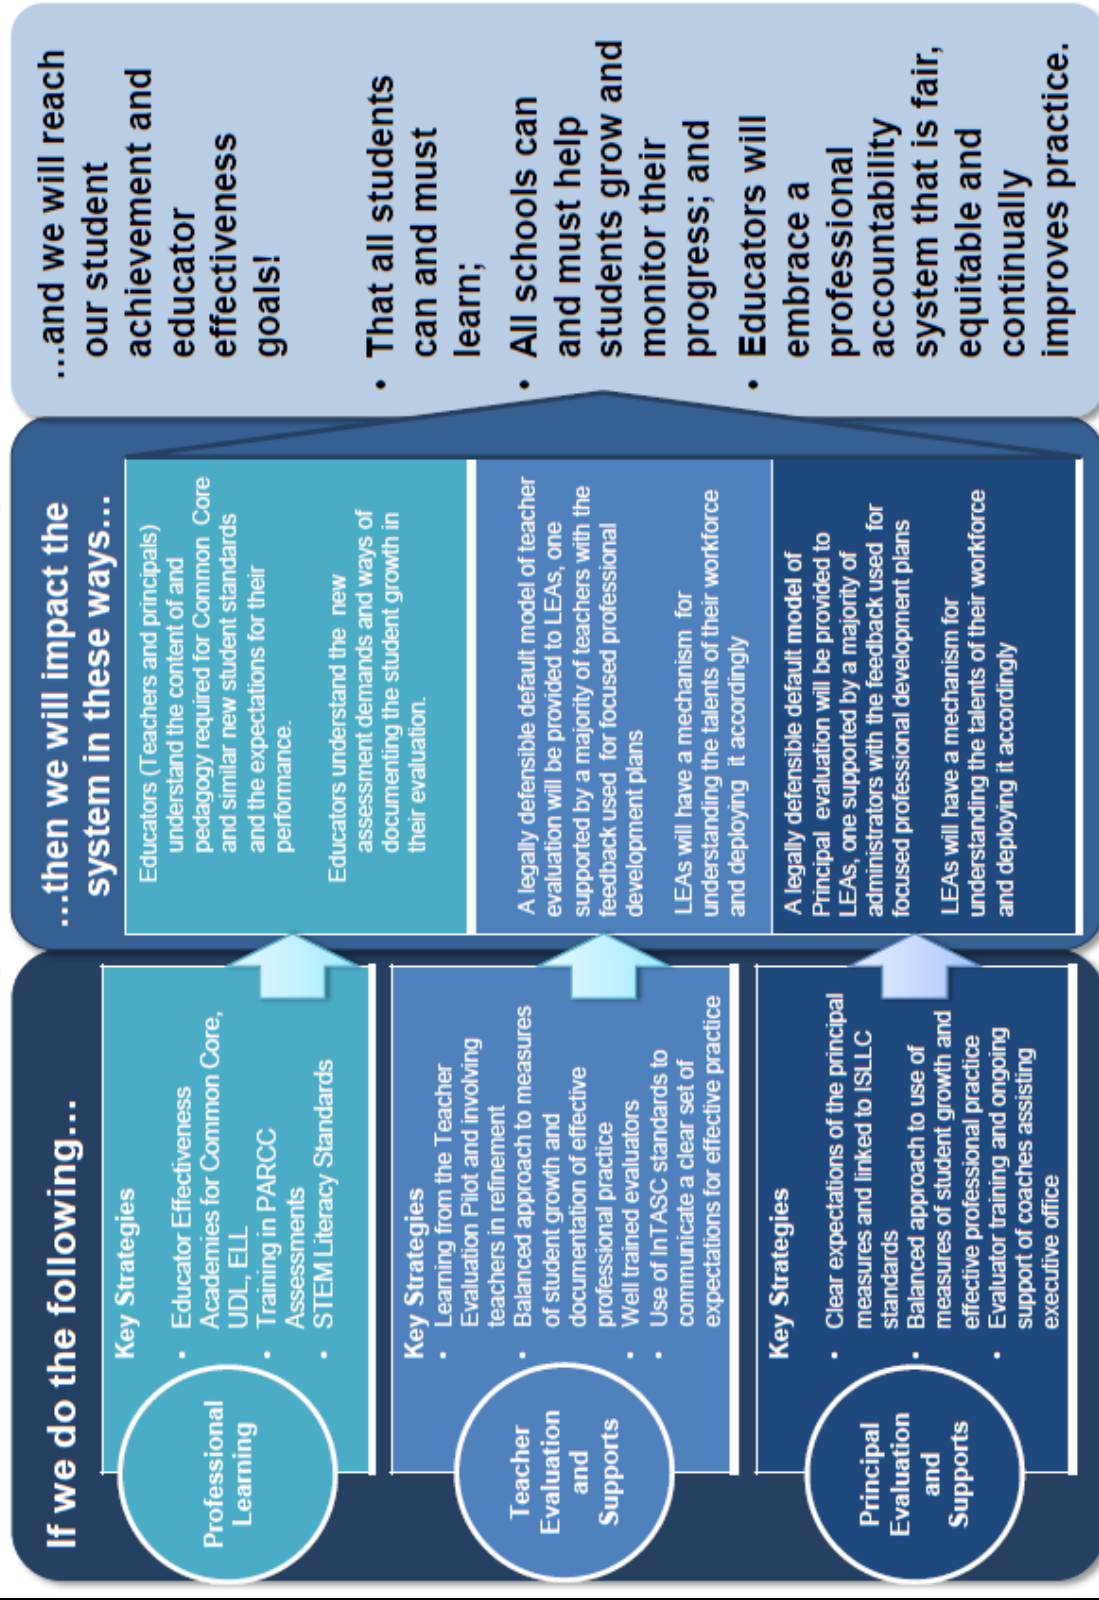 If we do the following…
Professional
Learning
Key Strategies
• Educator Effectiveness
Academies for Common Core,
UDL, ELL
• Training in PARCC
Assessments
• STEM Literacy Standards
Teacher
Evaluation
and
Supports
Key Strategies
• Learning from the Teacher
Evaluation Pilot and involving
teachers in refinement
• Balanced approach to measures
of student growth and
documentation of effective
professional practice
• Well trained evaluators
• Use of InTASC standards to
communicate a clear set of
expectations for effective practice
Principal
Evaluation
and
Supports
Key Strategies
• Clear expectations of the principal
measures and linked to ISLLC
standards
• Balanced approach to use of
measures of student growth and
effective professional practice
• Evaluator training and ongoing
support of coaches assisting
executive office
…then we will impact the
system in these ways…
Educators (Teachers and principals)
understand the content of and
pedagogy required for Common Core
and similar new student standards
and the expectations for their
performance.
Educators understand the new
assessment demands and ways of
documenting the student growth in
their evaluation.
A legally defensible default model of teacher
evaluation will be provided to LEAs, one
supported by a majority of teachers with the
feedback used for focused professional
development plans
LEAs will have a mechanism for
understanding the talents of their workforce
and deploying it accordingly
A legally defensible default model of
Principal evaluation will be provided to
LEAs, one supported by a majority of
administrators with the feedback used for
focused professional development plans
LEAs will have a mechanism for
understanding the talents of their workforce
and deploying it accordingly
…and we will reach
our student
achievement and
educator
effectiveness
goals!
• That all students
can and must
learn;
• All schools can
and must help
students grow and
monitor their
progress; and
• Educators will
embrace a
professional
accountability
system that is fair,
equitable and
continually
improves practice.